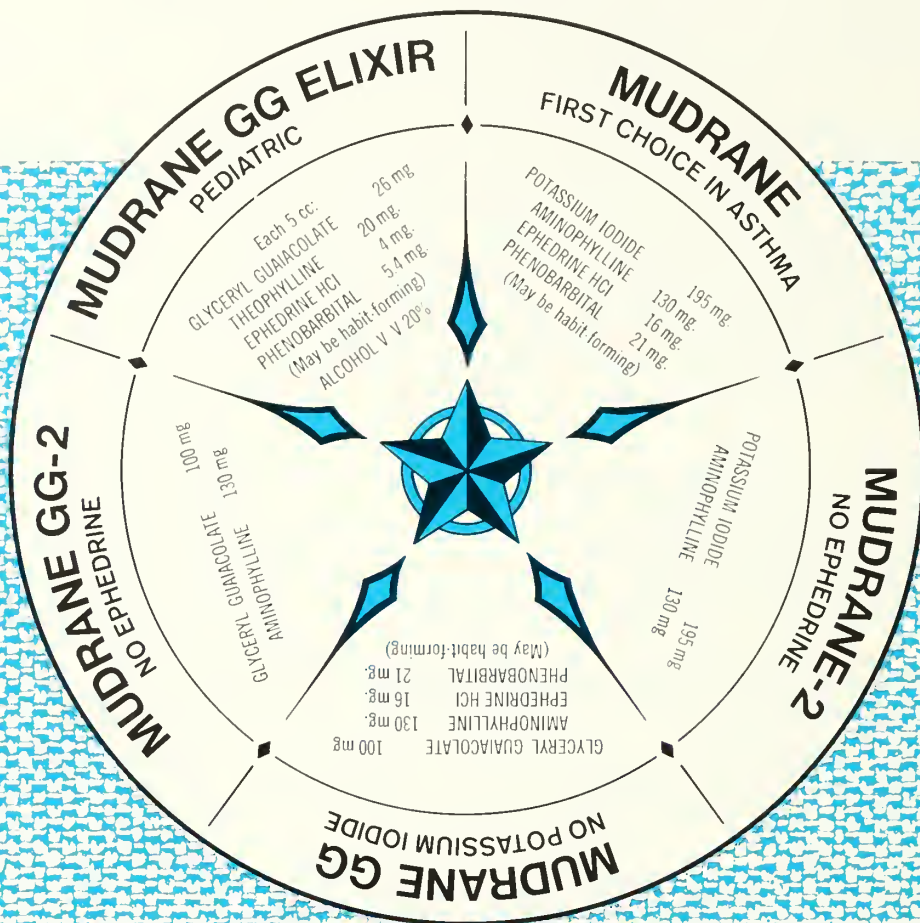 MUDRANE GG ELIXIR
PEDIATRIC
Each 5 cc:
GLYCERYL GUAIACOLATE 26 mg
THEOPHYLLINE 20 mg.
EPHEDRINE HCl 4 mg.
PHENOBARBITAL 5.4 mg.
(May be habit-forming)
ALCOHOL V V 20%
MUDRANE
FIRST CHOICE IN ASTHMA
POTASSIUM IODIDE 195 mg.
AMINOPHYLLINE 130 mg.
EPHEDRINE HCl 16 mg.
PHENOBARBITAL 21 mg.
(May be habit-forming)
MUDRANE-2
NO EPHEDRINE
POTASSIUM IODIDE 195 mg
AMINOPHYLLINE 130 mg
MUDRANE GG
NO POTASSIUM IODIDE
GLYCERYL GUAIACOLATE 100 mg
AMINOPHYLLINE 130 mg.
EPHEDRINE HCl 16 mg.
PHENOBARBITAL 21 mg.
(May be habit-forming)
MUDRANE GG-2
NO EPHEDRINE
GLYCERYL GUAIACOLATE 100 mg
AMINOPHYLLINE 130 mg